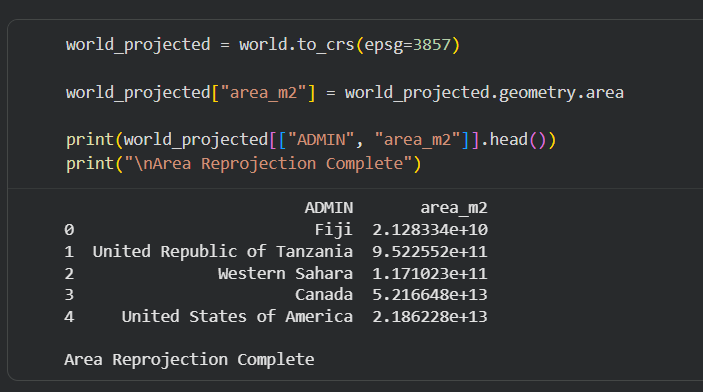 world_projected = world.to_crs(epsg=3857)
world_projected["area_m2"] = world_projected.geometry.area
print(world_projected[["ADMIN", "area_m2"]].head())
print("\nArea Reprojection Complete")
ADMIN area_m2
0 Fiji 2.128334e+10
1 United Republic of Tanzania 9.522552e+11
2 Western Sahara 1.171023e+11
3 Canada 5.216648e+13
4 United States of America 2.186228e+13
Area Reprojection Complete